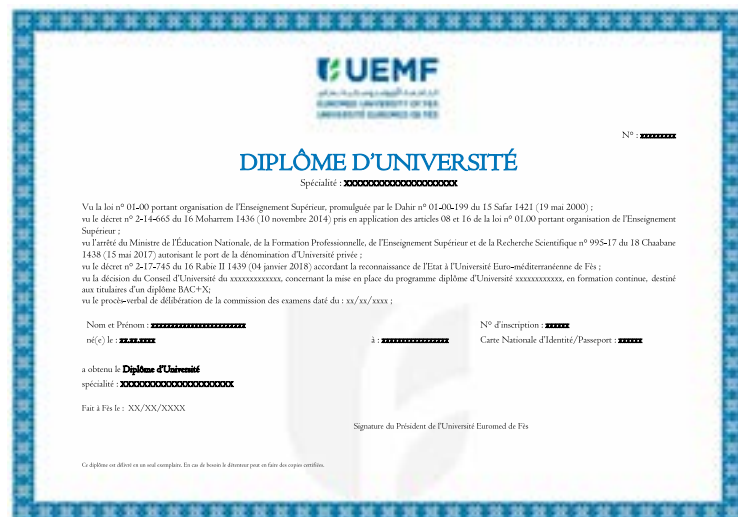 UEMF
EUROMED UNIVERSITY OF FES
UNIVERSITÉ EUROMED DE FÈS
N° : xxxxxxxxx
DIPLÔME D'UNIVERSITÉ
Spécialité : XXXXXXXXXXXXXXXXXXXXXX
Vu la loi n° 01-00 portant organisation de l'Enseignement Supérieur, promulguée par le Dahir n° 01-00-199 du 15 Safar 1421 (19 mai 2000) ;
vu le décret n° 2-14-665 du 16 Moharrem 1436 (10 novembre 2014) pris en application des articles 08 et 16 de la loi n° 01.00 portant organisation de l'Enseignement
Supérieur ;
vu l'arrêté du Ministre de l'Éducation Nationale, de la Formation Professionnelle, de l'Enseignement Supérieur et de la Recherche Scientifique n° 995-17 du 18 Chaabane
1438 (15 mai 2017) autorisant le port de la dénomination d'Université privée ;
vu le décret n° 2-17-745 du 16 Rabie II 1439 (04 janvier 2018) accordant la reconnaissance de l'Etat à l'Université Euro-méditerranéenne de Fès ;
vu la décision du Conseil d'Université du xxxxxxxxxxxxx, concernant la mise en place du programme diplôme d'Université xxxxxxxxxxxx, en formation continue, destiné
aux titulaires d'un diplôme BAC+X;
vu le procès-verbal de délibération de la commission des examens daté du : xx/xx/xxxx ;
Nom et Prénom : xxxxxxxxxxxxxxxxxxxxxxx N° d'inscription : xxxxxx
né(e) le : xx.xx.xxxx à : xxxxxxxxxxxxxxxx Carte Nationale d'Identité/Passeport : xxxxxx
a obtenu le Diplôme d'Université
spécialité : XXXXXXXXXXXXXXXXXXXXXX
Fait à Fès le : XX/XX/XXXX
Signature du Président de l'Université Euromed de Fès
Ce diplôme est délivré en un seul exemplaire. En cas de besoin le détenteur peut en faire des copies certifiées.